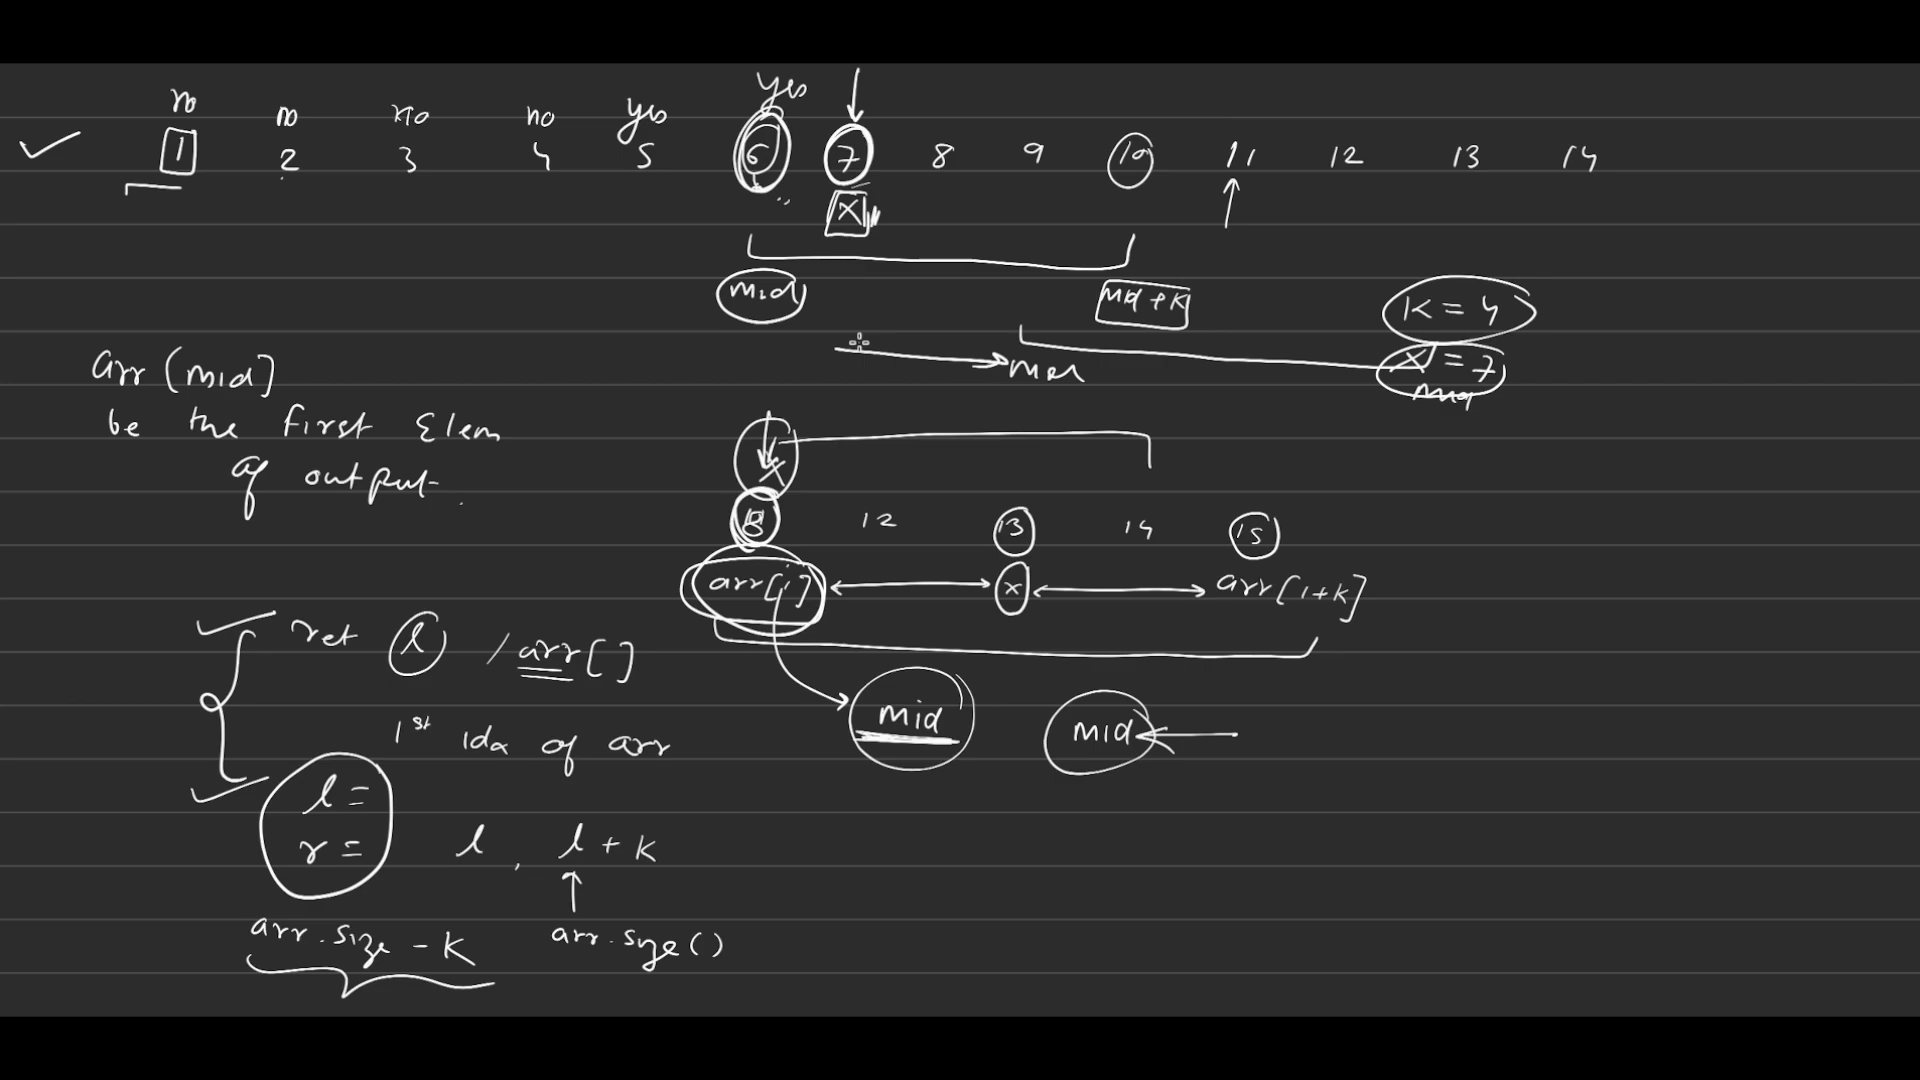 no no no no yes yes
1 2 3 4 5 6 7 8 9 10 11 12 13 14
x
mid mid + k
k = 4
x = 7
arr [mid]
be the first Elem
of output.
x
12 13 14 15
arr[i] x arr[i+k]
ret l / arr[]
1st idx of arr
mid mid
l =
r = l , l + k
arr.size - k arr.size()